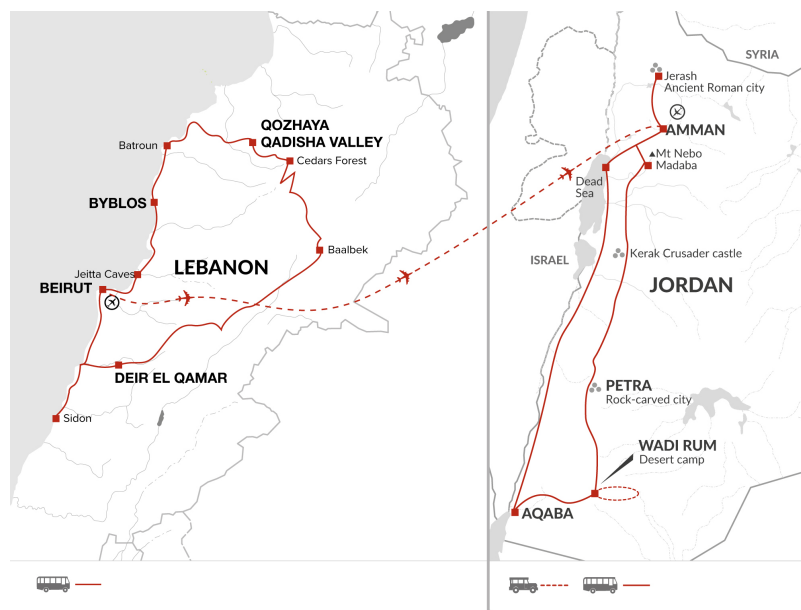 QOZHAYA
QADISHA VALLEY
Batroun
Cedars Forest
BYBLOS
Baalbek
Jeitta Caves
LEBANON
BEIRUT
DEIR EL QAMAR
Sidon
SYRIA
Jerash
Ancient Roman city
AMMAN
Mt Nebo
Madaba
Dead
Sea
ISRAEL
Kerak Crusader castle
JORDAN
PETRA
Rock-carved city
WADI RUM
Desert camp
AQABA